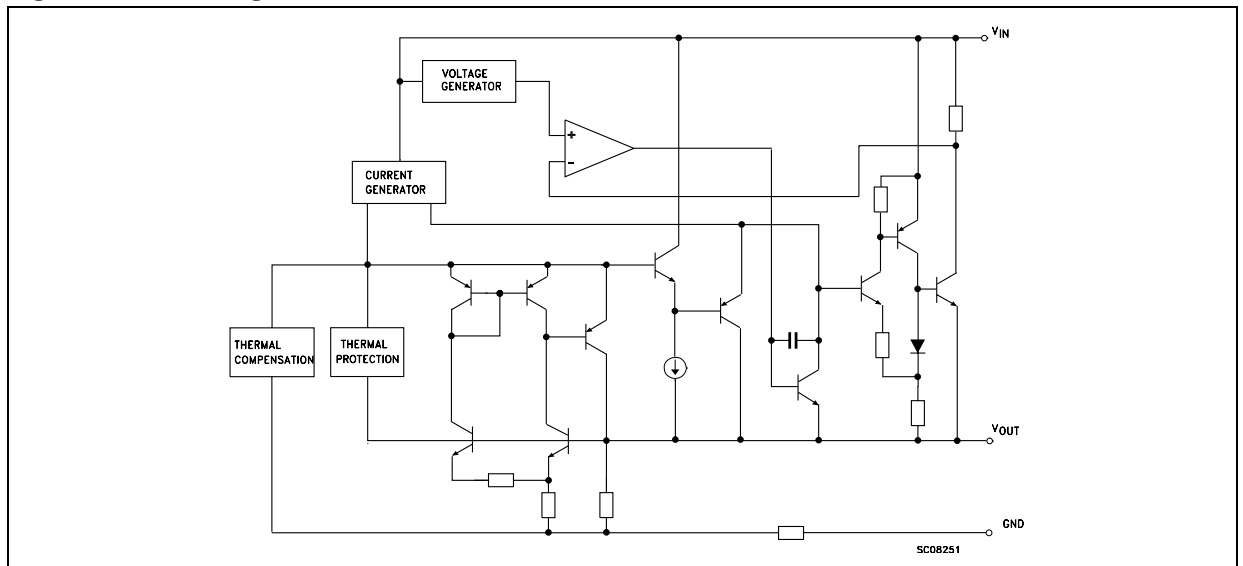 VIN
VOLTAGE
GENERATOR
+
-
CURRENT
GENERATOR
THERMAL
COMPENSATION
THERMAL
PROTECTION
VOUT
GND
SC08251